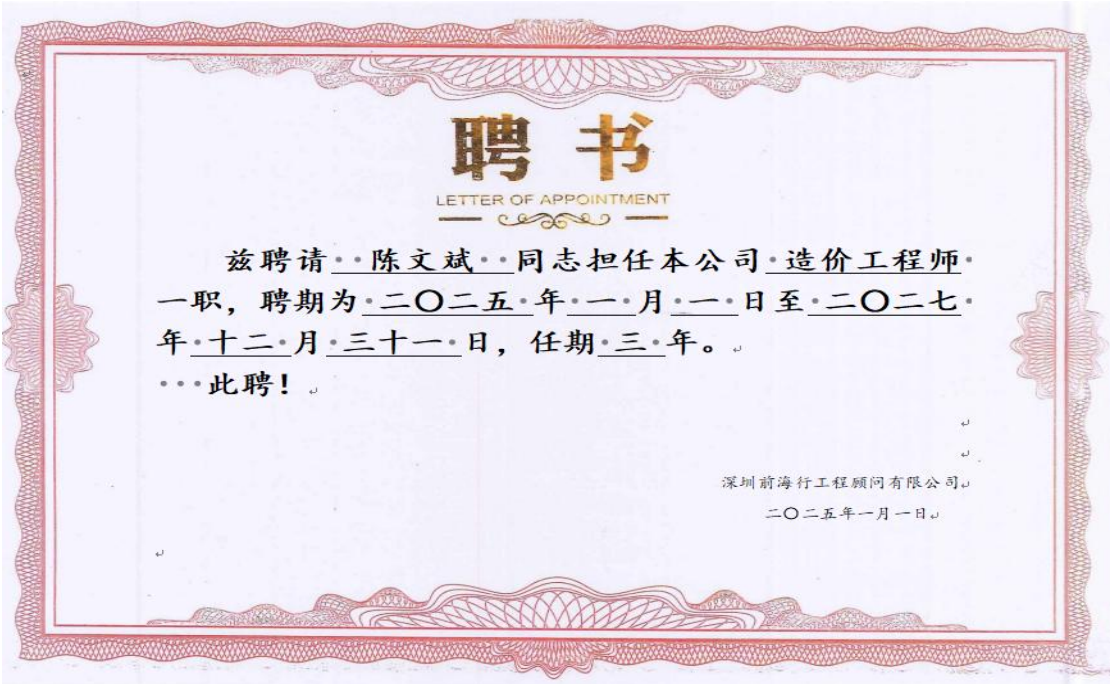 聘书
LETTER OF APPOINTMENT
兹聘请 陈文斌 同志担任本公司 造价工程师
一职，聘期为 二〇二五 年 一 月 一 日至 二〇二七
年 十二 月 三十一 日，任期 三 年。
此聘！
深圳前海行工程顾问有限公司
二〇二五年一月一日